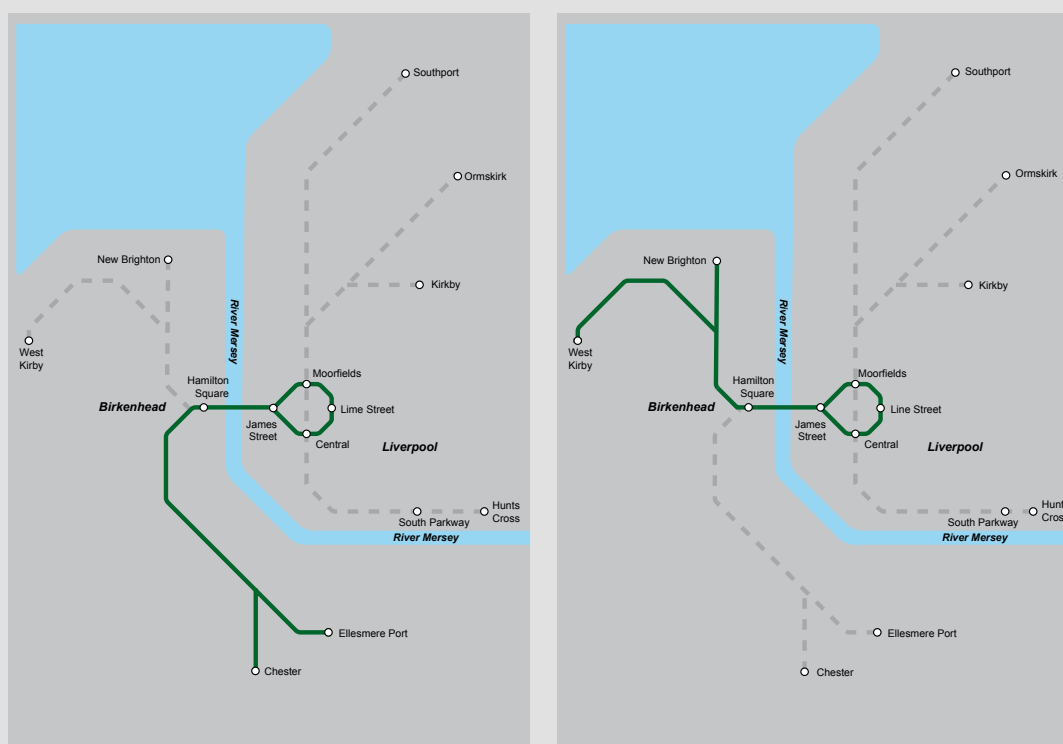 Southport
Ormskirk
New Brighton
Kirkby
River Mersey
West
Kirby
Moorfields
Hamilton
Square
Birkenhead
Lime Street
James
Street
Central
Liverpool
Hunts
Cross
South Parkway
River Mersey
Ellesmere Port
Chester
Southport
Ormskirk
New Brighton
Kirkby
River Mersey
West
Kirby
Moorfields
Hamilton
Square
Birkenhead
Lime Street
James
Street
Central
Liverpool
Hunt
Cros
South Parkway
River Mersey
Ellesmere Port
Chester